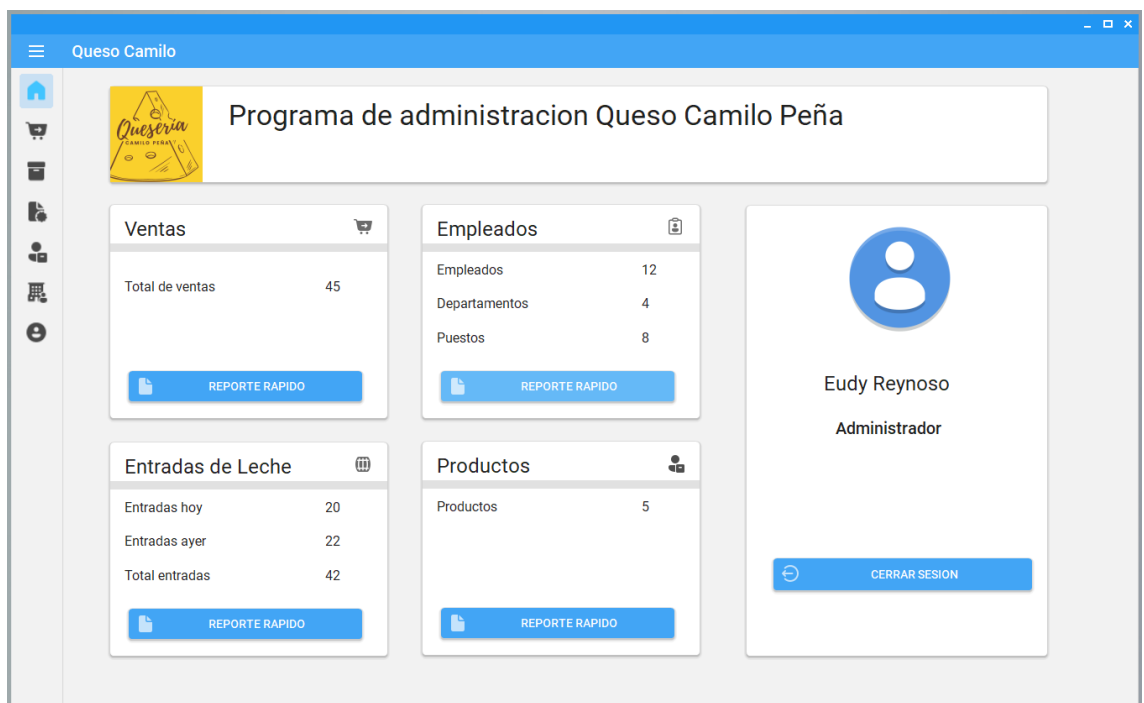 Queso Camilo
Programa de administracion Queso Camilo Peña
Quesería
CAMILO PEÑA
Ventas
Total de ventas 45
REPORTE RAPIDO
Empleados
Empleados 12
Departamentos 4
Puestos 8
REPORTE RAPIDO
Eudy Reynoso
Administrador
CERRAR SESION
Entradas de Leche
Entradas hoy 20
Entradas ayer 22
Total entradas 42
REPORTE RAPIDO
Productos
Productos 5
REPORTE RAPIDO